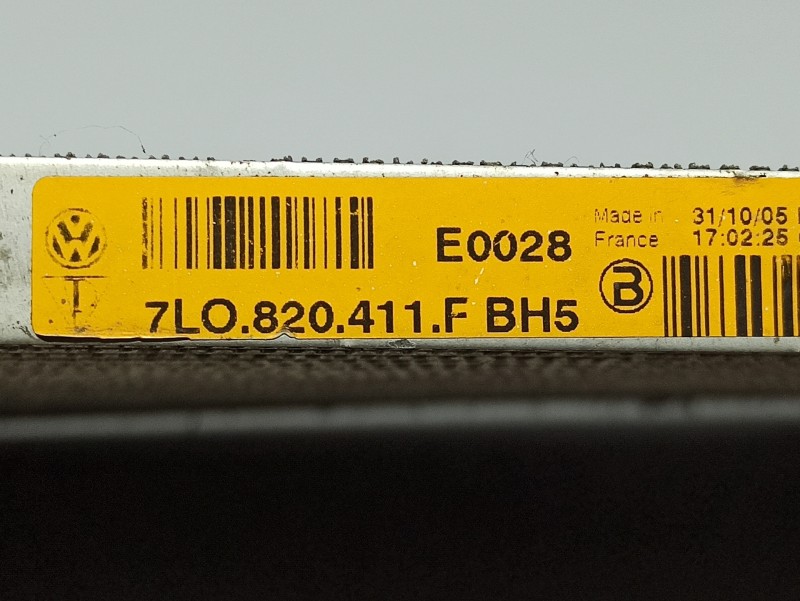 E0028
Made in France
31/10/05
17:02:25
B
7LO.820.411.F BH5
T